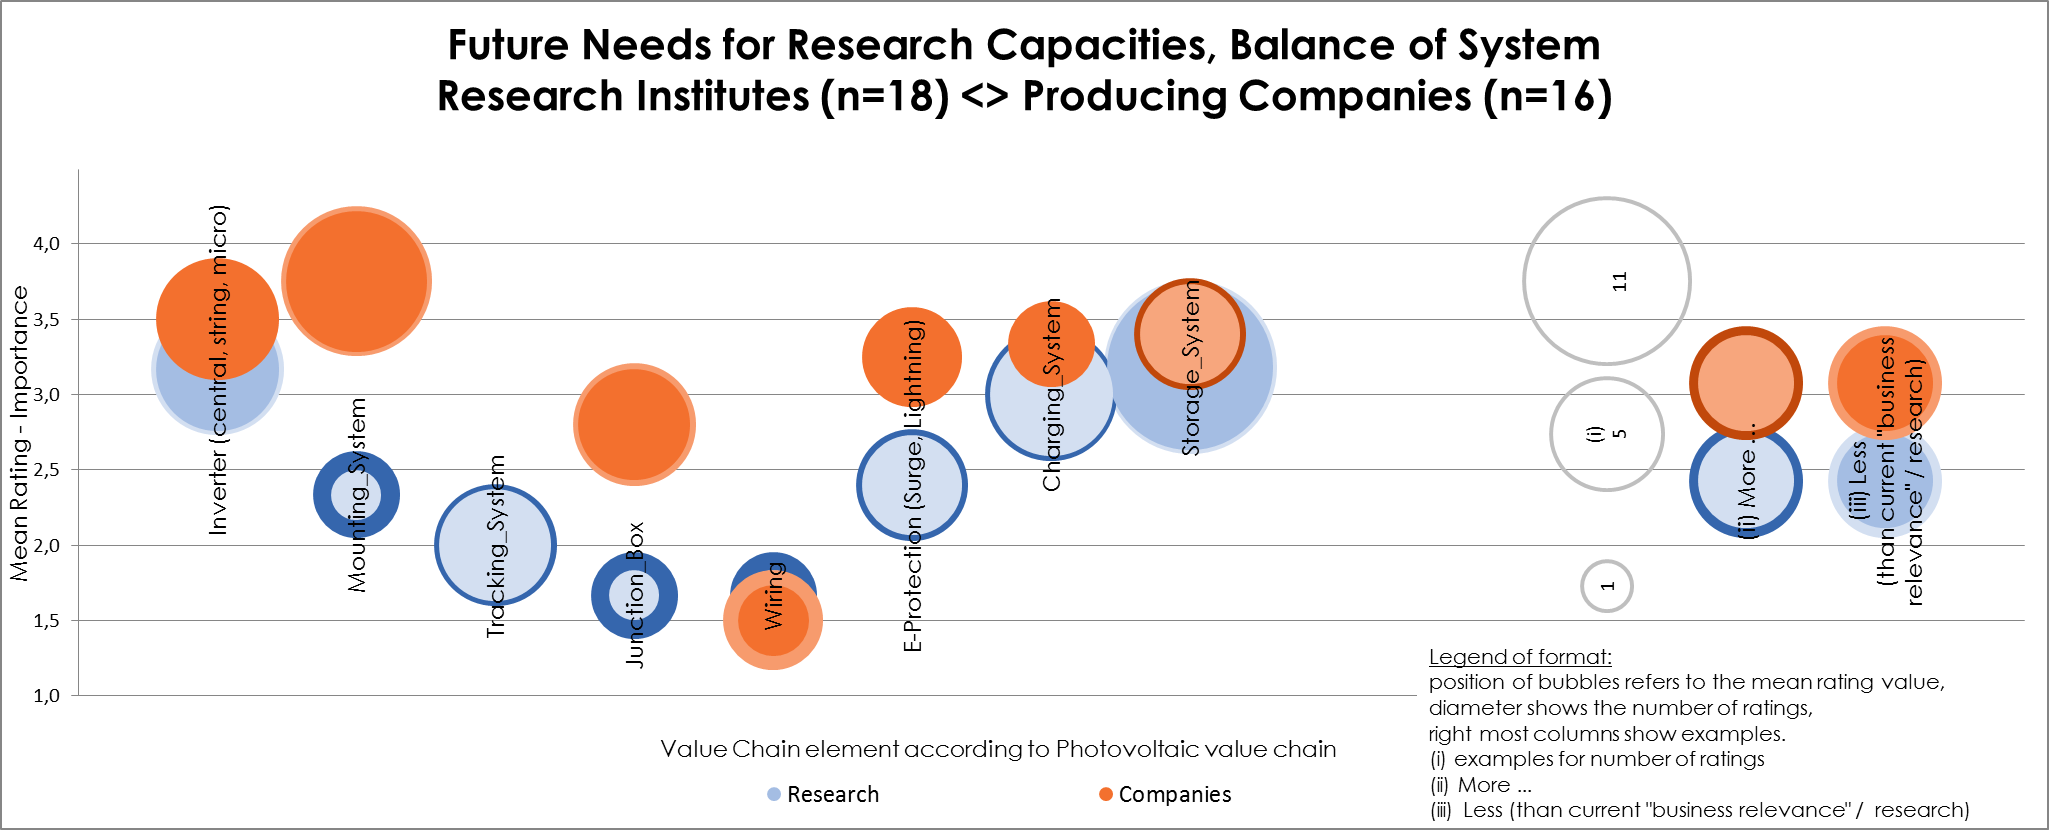 Future Needs for Research Capacities, Balance of System
Research Institutes (n=18) <> Producing Companies (n=16)
Mean Rating - Importance
4,0
3,5
3,0
2,5
2,0
1,5
1,0
Inverter (central, string, micro)
Mounting_System
Tracking_System
Junction_Box
Wiring
E-Protection (Surge, Lightning)
Charging_System
Storage_System
11
(i)
5
1
(ii) More ...
(iii) Less
(than current "business
relevance" / research)
Value Chain element according to Photovoltaic value chain
Research
Companies
Legend of format:
position of bubbles refers to the mean rating value,
diameter shows the number of ratings,
right most columns show examples.
(i) examples for number of ratings
(ii) More ...
(iii) Less (than current "business relevance" / research)